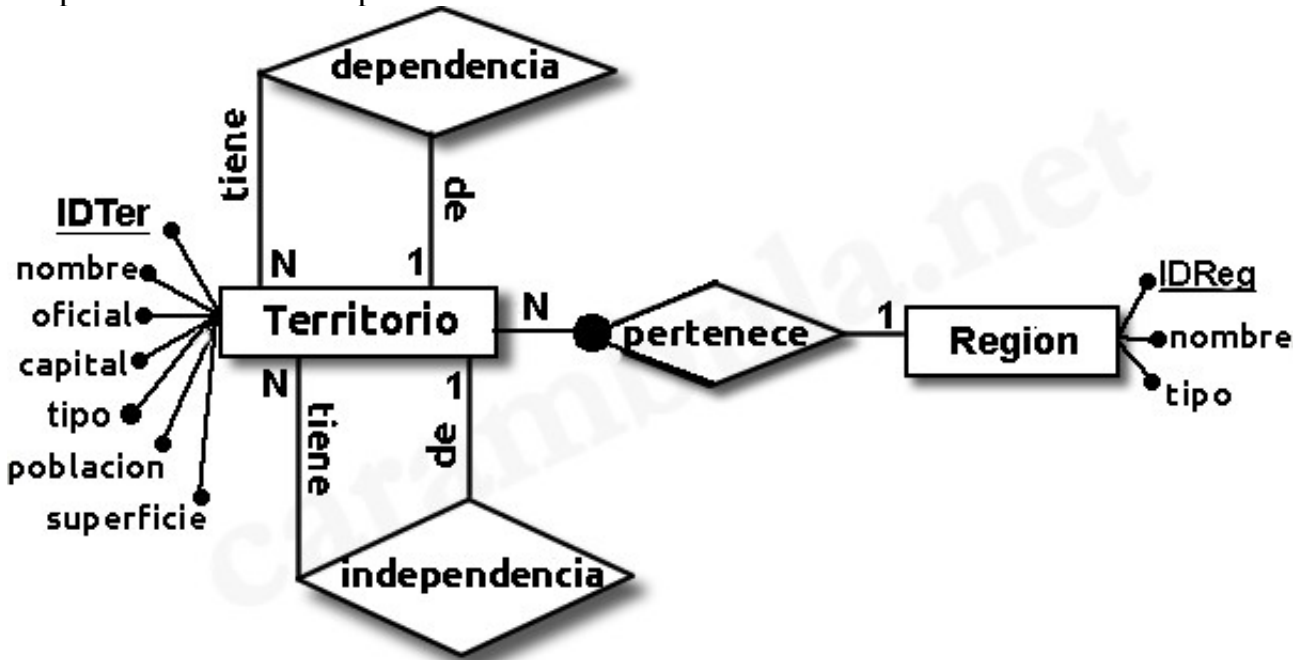 dependencia
tiene
de
N
1
IDTer
nombre
oficial
capital
tipo
poblacion
superficie
Territorio
N
pertenece
1
Region
IDReg
nombre
tipo
N
1
tiene
de
independencia
carambula.net